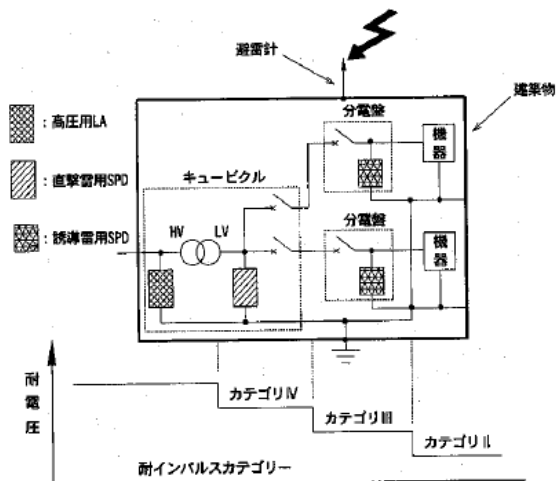 避雷針
建築物
分電盤
機器
：高圧用LA
キュービクル
：直撃雷用SPD
HV
LV
分電盤
機器
：誘導雷用SPD
耐電圧
カテゴリⅣ
カテゴリⅢ
カテゴリⅡ
耐インパルスカテゴリー